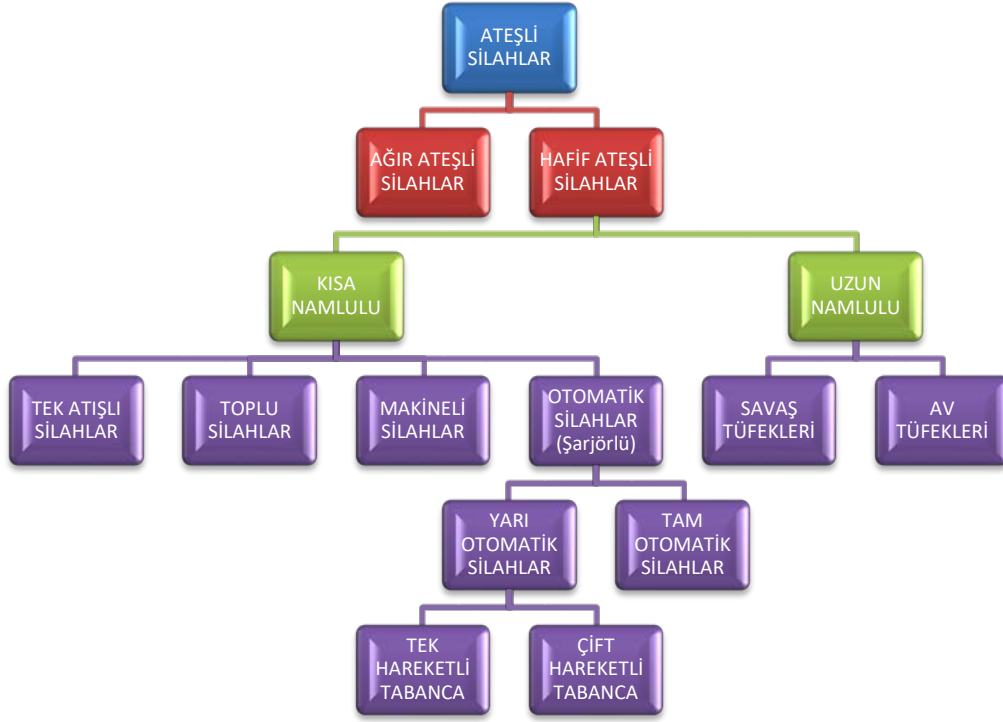 ATEŞLİ
SİLAHLAR
AĞIR ATEŞLİ
SİLAHLAR
HAFİF ATEŞLİ
SİLAHLAR
KISA
NAMLULU
UZUN
NAMLULU
TEK ATIŞLI
SİLAHLAR
TOPLU
SİLAHLAR
MAKİNELİ
SİLAHLAR
OTOMATİK
SİLAHLAR
(Şarjörlü)
SAVAŞ
TÜFEKLERİ
AV
TÜFEKLERİ
YARI
OTOMATİK
SİLAHLAR
TAM
OTOMATİK
SİLAHLAR
TEK
HAREKETLİ
TABANCA
ÇİFT
HAREKETLİ
TABANCA